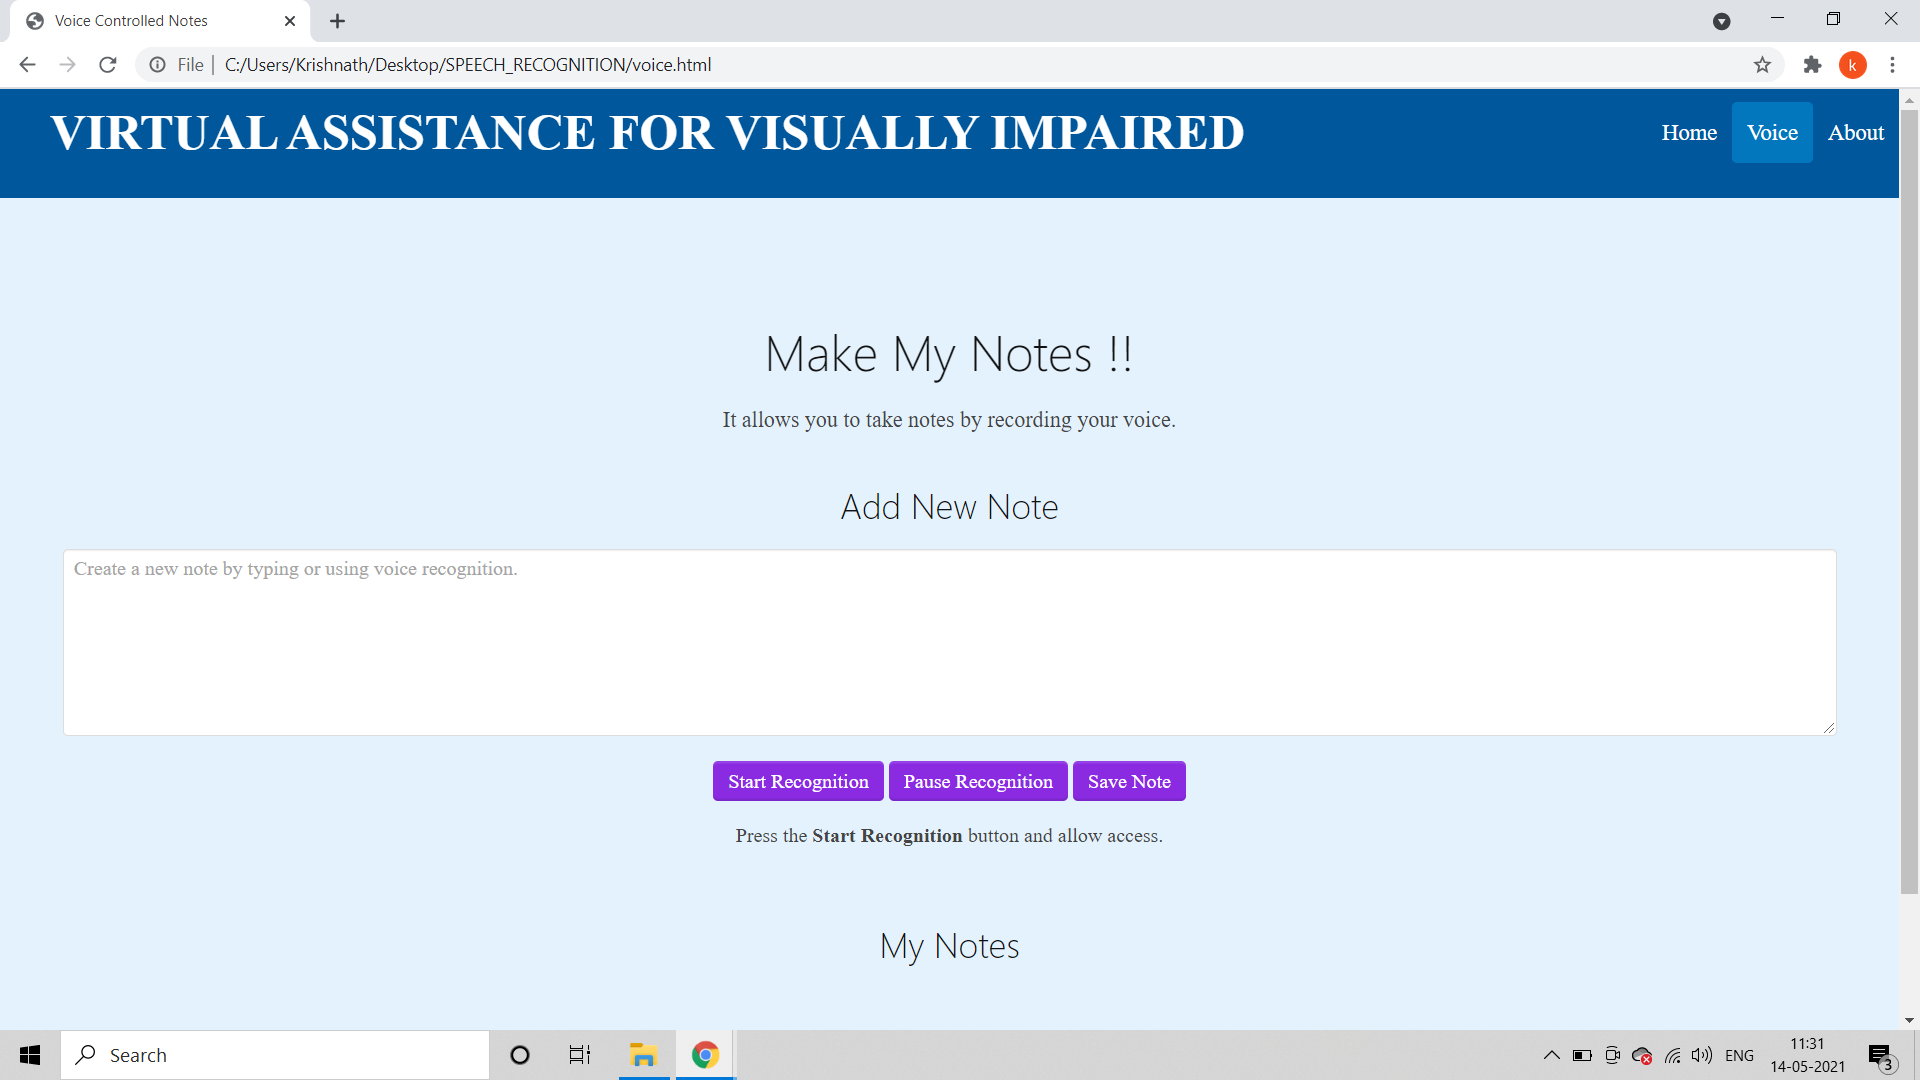 Voice Controlled Notes
File | C:/Users/Krishnath/Desktop/SPEECH_RECOGNITION/voice.html
k
VIRTUAL ASSISTANCE FOR VISUALLY IMPAIRED
Home Voice About
Make My Notes !!
It allows you to take notes by recording your voice.
Add New Note
Create a new note by typing or using voice recognition.
Start Recognition Pause Recognition Save Note
Press the Start Recognition button and allow access.
My Notes
Search
ENG
11:31
14-05-2021
3